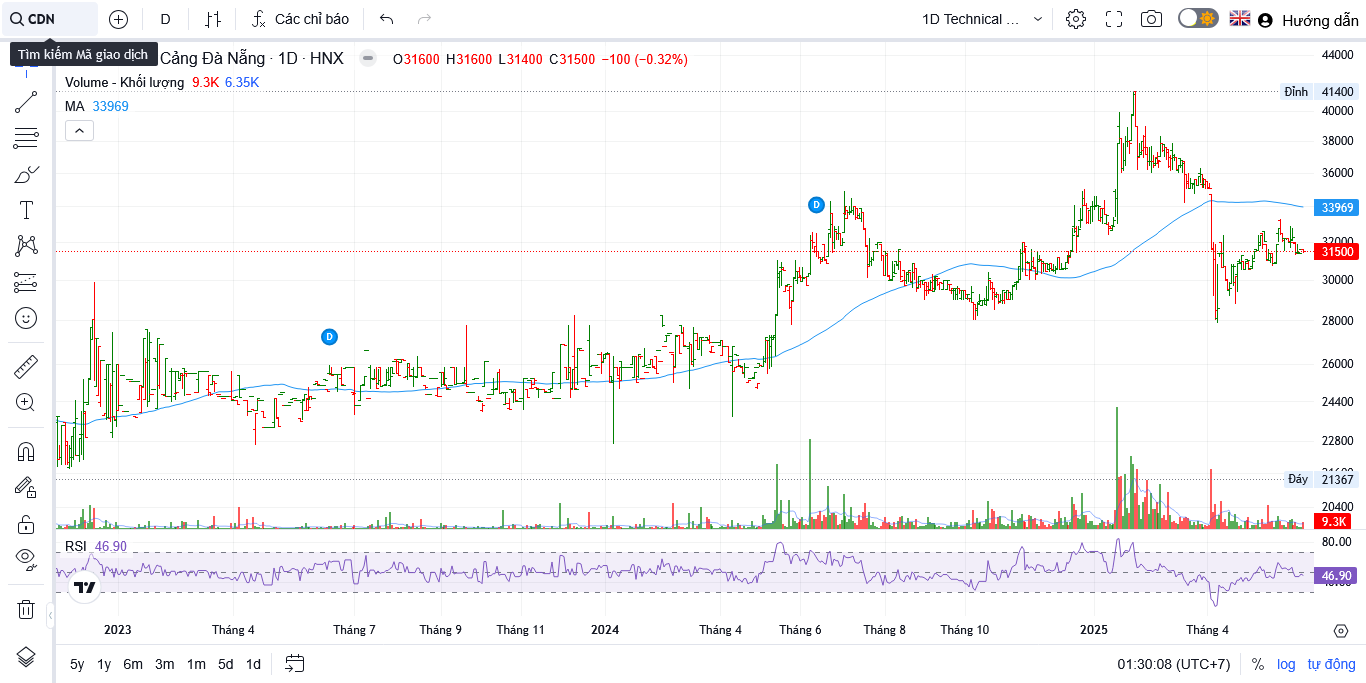 CDN
D
Các chỉ báo
1D Technical ...
Hướng dẫn
Tìm kiếm Mã giao dịch
Cảng Đà Nẵng · 1D · HNX
O31600 H31600 L31400 C31500 −100 (−0.32%)
Volume - Khối lượng 9.3K 6.35K
MA 33969
44000
Đỉnh 41400
40000
38000
36000
D
33969
32000
31500
30000
28000
D
26000
24400
22800
Đáy 21367
20400
9.3K
RSI 46.90
80.00
46.90
2023 Tháng 4 Tháng 7 Tháng 9 Tháng 11 2024 Tháng 4 Tháng 6 Tháng 8 Tháng 10 2025 Tháng 4
5y 1y 6m 3m 1m 5d 1d
01:30:08 (UTC+7) % log tự động